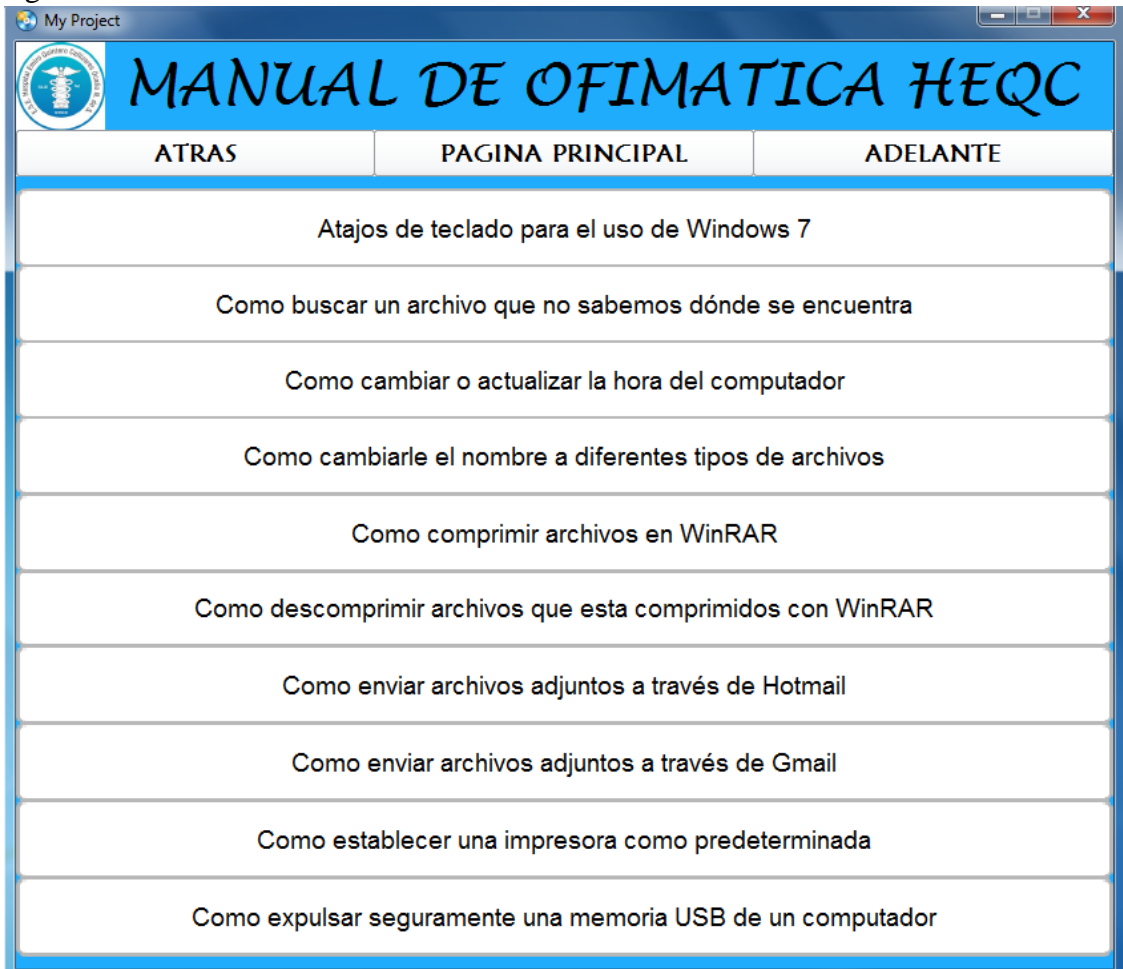 My Project
MANUAL DE OFIMATICA HEQC
ATRAS PAGINA PRINCIPAL ADELANTE
Atajos de teclado para el uso de Windows 7
Como buscar un archivo que no sabemos dónde se encuentra
Como cambiar o actualizar la hora del computador
Como cambiarle el nombre a diferentes tipos de archivos
Como comprimir archivos en WinRAR
Como descomprimir archivos que esta comprimidos con WinRAR
Como enviar archivos adjuntos a través de Hotmail
Como enviar archivos adjuntos a través de Gmail
Como establecer una impresora como predeterminada
Como expulsar seguramente una memoria USB de un computador